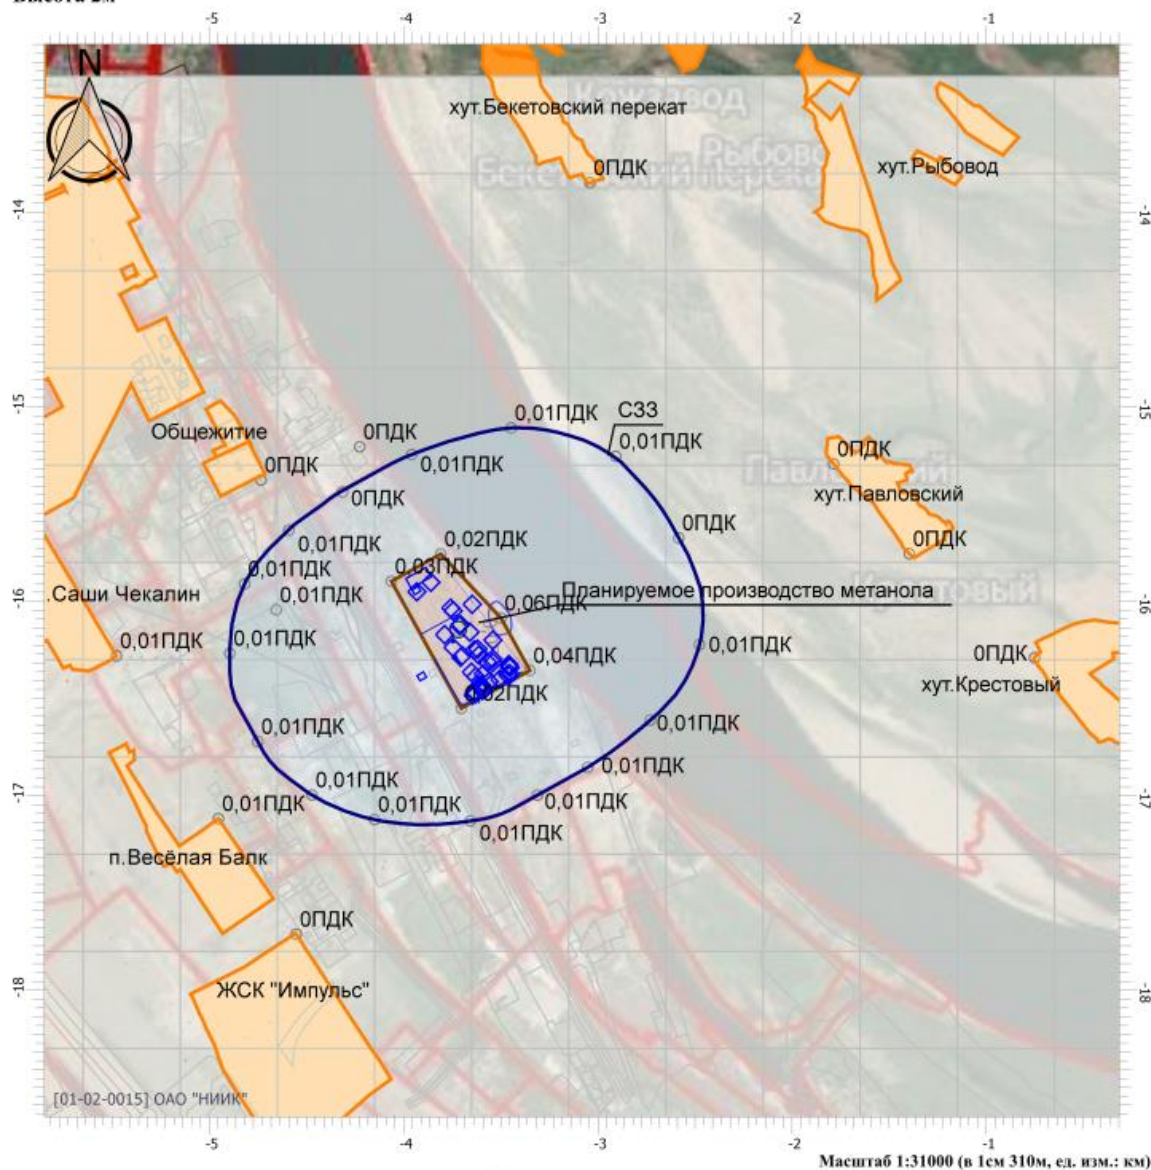 Высота 2м
-5
-4
-3
-2
-1
N
Кожзавод
хут.Бекетовский перекат
0ПДК
хут.Рыбовод
-14
-14
-15
-15
0,01ПДК
СЗЗ
0,01ПДК
Общежитие
0ПДК
0,01ПДК
0ПДК
0ПДК
0ПДК
Павловский
хут.Павловский
0ПДК
0ПДК
0,01ПДК
0,02ПДК
0ПДК
0,01ПДК
0,03ПДК
.Саши Чекалин
0,01ПДК
0,06ПДК
Планируемое производство метанола
-16
-16
0,01ПДК
0,01ПДК
0,04ПДК
0,01ПДК
0ПДК
хут.Крестовый
0,02ПДК
0,01ПДК
0,01ПДК
0,01ПДК
0,01ПДК
0,01ПДК
0,01ПДК
0,01ПДК
0,01ПДК
-17
-17
п.Весёлая Балк
0ПДК
ЖСК "Импульс"
-18
-18
[01-02-0015] ОАО "НИИК"
-5
-4
-3
-2
-1
Масштаб 1:31000 (в 1см 310м, ед. изм.: км)